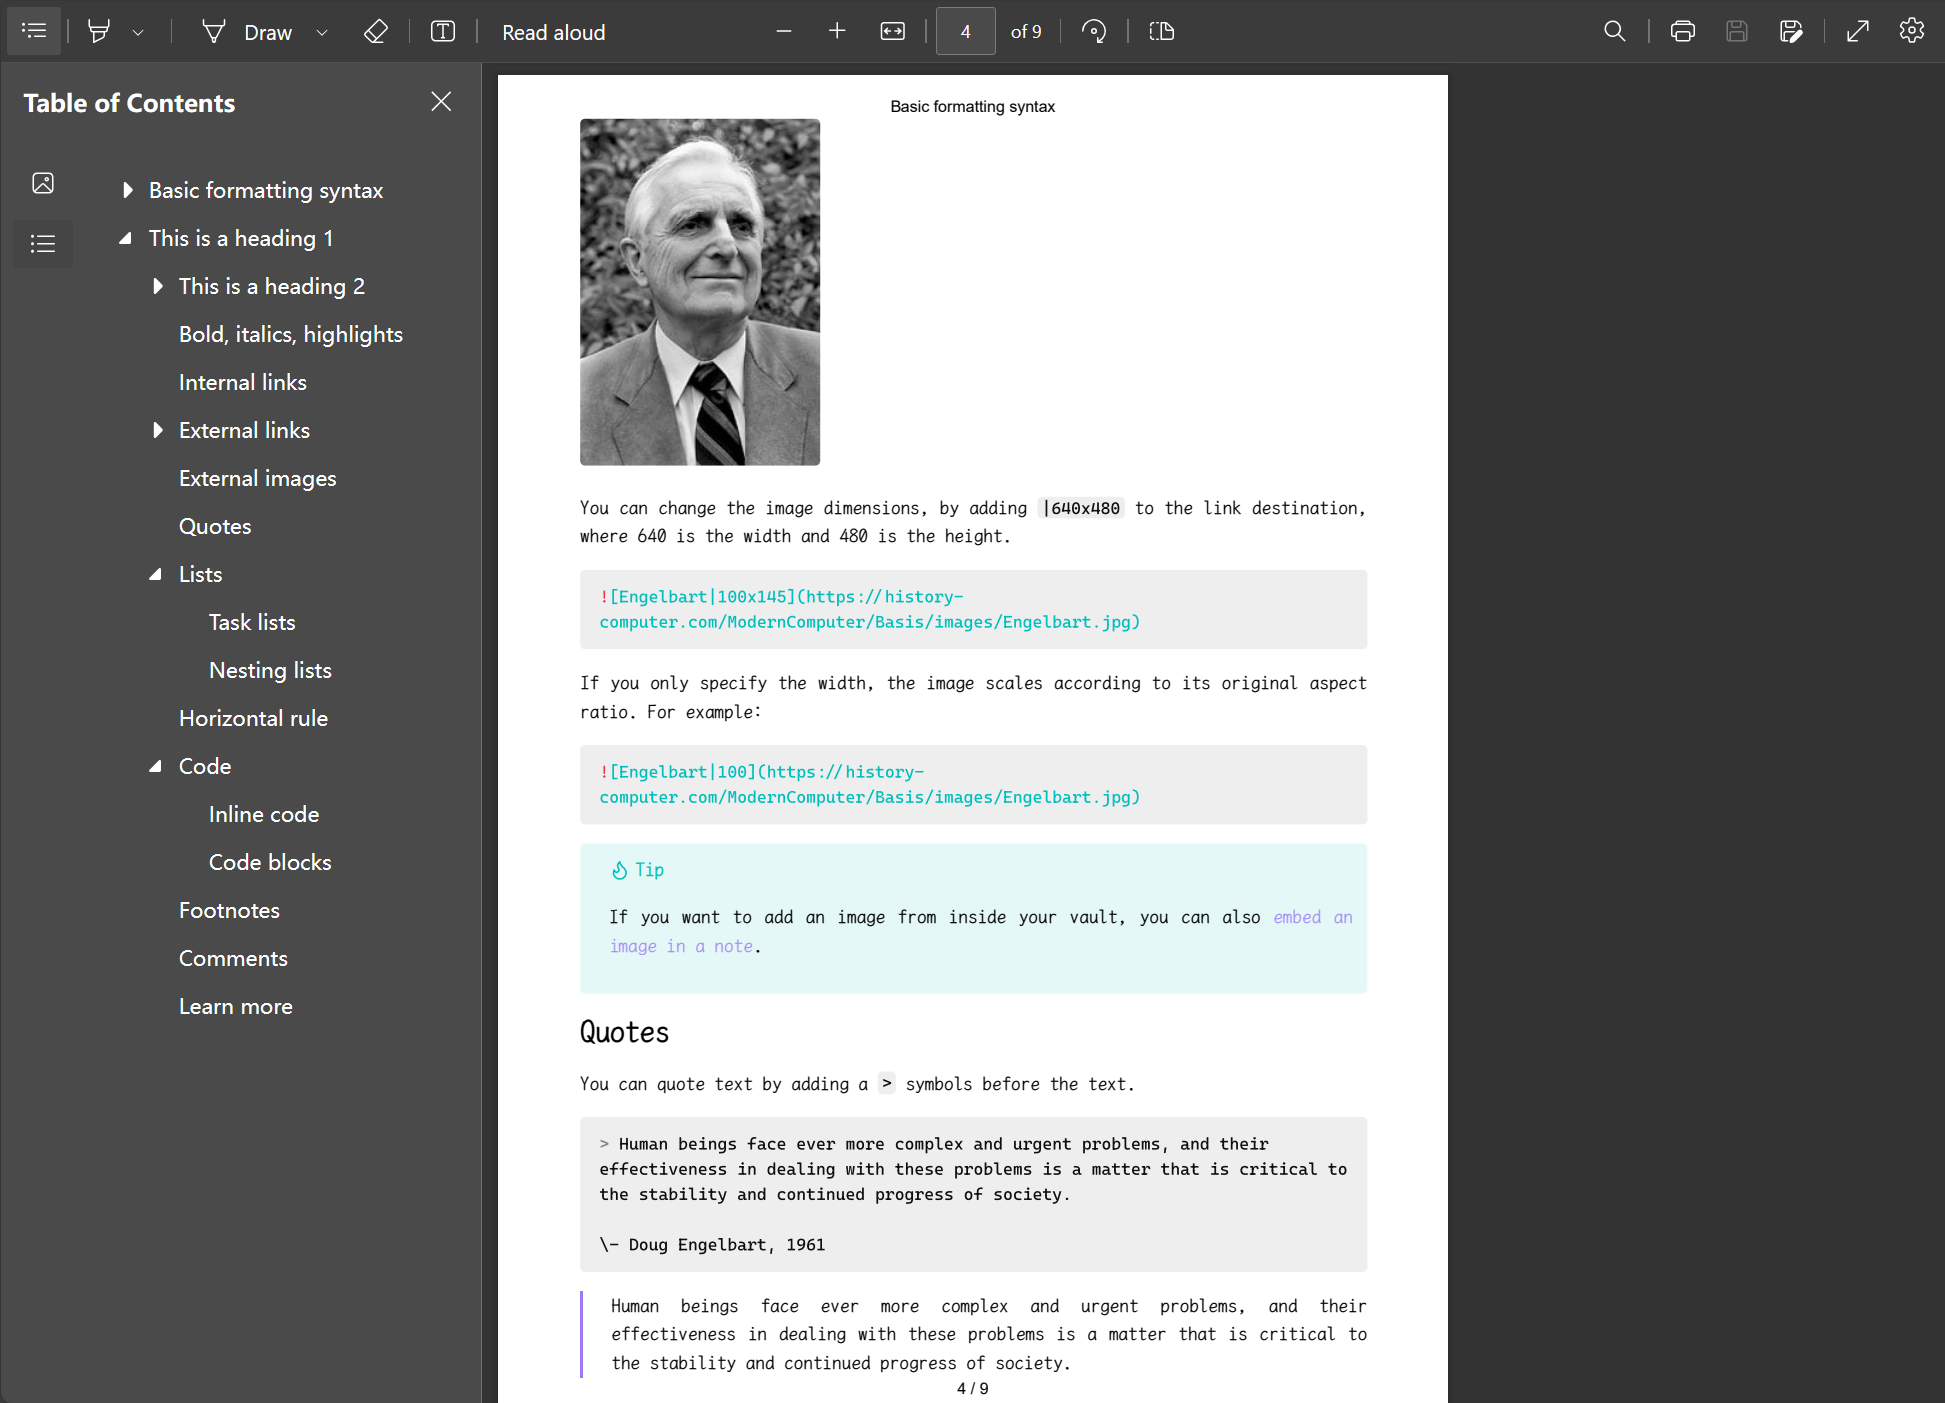 Draw
Read aloud
4
of 9
Table of Contents
Basic formatting syntax
This is a heading 1
This is a heading 2
Bold, italics, highlights
Internal links
External links
External images
Quotes
Lists
Task lists
Nesting lists
Horizontal rule
Code
Inline code
Code blocks
Footnotes
Comments
Learn more
Basic formatting syntax
You can change the image dimensions, by adding |640x480 to the link destination,
where 640 is the width and 480 is the height.
![Engelbart|100x145](https://history-
computer.com/ModernComputer/Basis/images/Engelbart.jpg)
If you only specify the width, the image scales according to its original aspect
ratio. For example:
![Engelbart|100](https://history-
computer.com/ModernComputer/Basis/images/Engelbart.jpg)
Tip
If you want to add an image from inside your vault, you can also embed an
image in a note.
Quotes
You can quote text by adding a > symbols before the text.
> Human beings face ever more complex and urgent problems, and their
effectiveness in dealing with these problems is a matter that is critical to
the stability and continued progress of society.
\- Doug Engelbart, 1961
Human beings face ever more complex and urgent problems, and their
effectiveness in dealing with these problems is a matter that is critical to
the stability and continued progress of society.
4 / 9